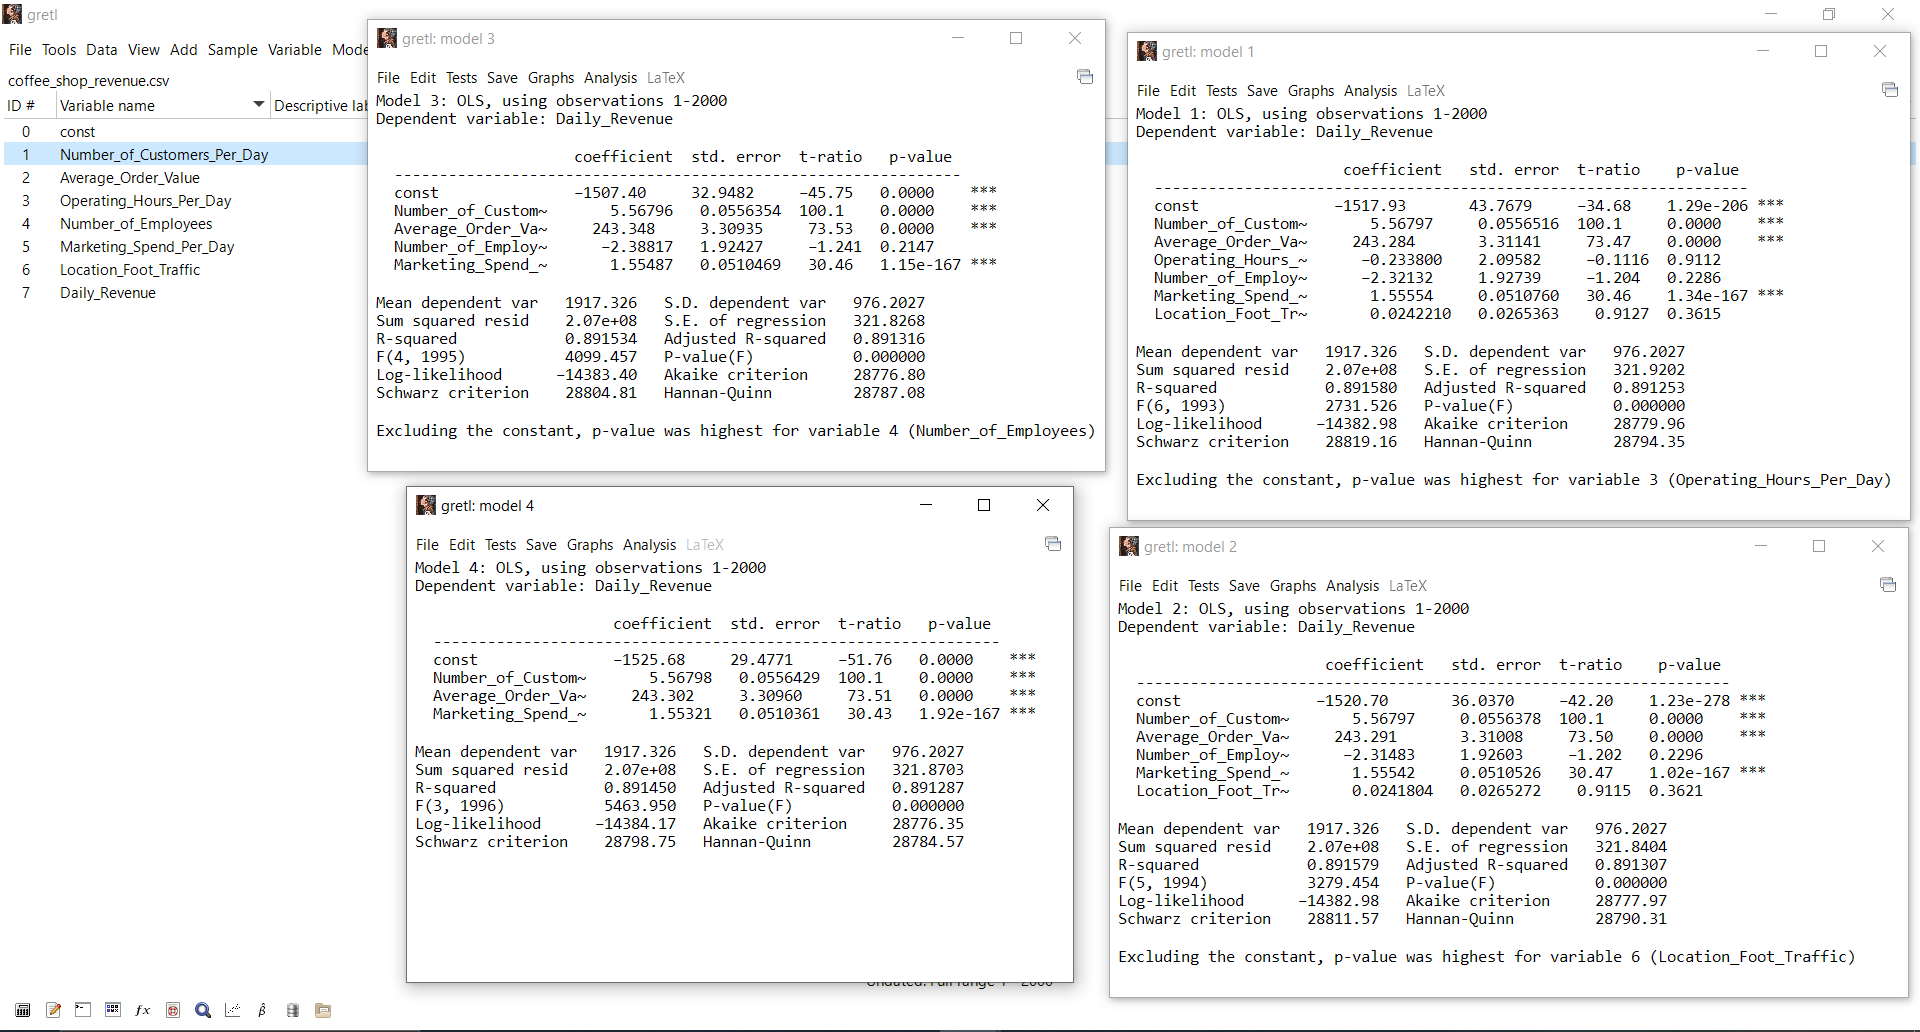 gretl
File Tools Data View Add Sample Variable Mode
coffee_shop_revenue.csv
ID # Variable name Descriptive lab
0 const
1 Number_of_Customers_Per_Day
2 Average_Order_Value
3 Operating_Hours_Per_Day
4 Number_of_Employees
5 Marketing_Spend_Per_Day
6 Location_Foot_Traffic
7 Daily_Revenue
gretl: model 3
File Edit Tests Save Graphs Analysis LaTeX
Model 3: OLS, using observations 1-2000
Dependent variable: Daily_Revenue
coefficient std. error t-ratio p-value
---------------------------------------------------------------
const −1507.40 32.9482 −45.75 0.0000 ***
Number_of_Custom~ 5.56796 0.0556354 100.1 0.0000 ***
Average_Order_Va~ 243.348 3.30935 73.53 0.0000 ***
Number_of_Employ~ −2.38817 1.92427 −1.241 0.2147
Marketing_Spend_~ 1.55487 0.0510469 30.46 1.15e-167 ***
Mean dependent var 1917.326 S.D. dependent var 976.2027
Sum squared resid 2.07e+08 S.E. of regression 321.8268
R-squared 0.891534 Adjusted R-squared 0.891316
F(4, 1995) 4099.457 P-value(F) 0.000000
Log-likelihood −14383.40 Akaike criterion 28776.80
Schwarz criterion 28804.81 Hannan-Quinn 28787.08
Excluding the constant, p-value was highest for variable 4 (Number_of_Employees)
gretl: model 1
File Edit Tests Save Graphs Analysis LaTeX
Model 1: OLS, using observations 1-2000
Dependent variable: Daily_Revenue
coefficient std. error t-ratio p-value
------------------------------------------------------------------
const −1517.93 43.7679 −34.68 1.29e-206 ***
Number_of_Custom~ 5.56797 0.0556516 100.1 0.0000 ***
Average_Order_Va~ 243.284 3.31141 73.47 0.0000 ***
Operating_Hours_~ −0.233800 2.09582 −0.1116 0.9112
Number_of_Employ~ −2.32132 1.92739 −1.204 0.2286
Marketing_Spend_~ 1.55554 0.0510760 30.46 1.34e-167 ***
Location_Foot_Tr~ 0.0242210 0.0265363 0.9127 0.3615
Mean dependent var 1917.326 S.D. dependent var 976.2027
Sum squared resid 2.07e+08 S.E. of regression 321.9202
R-squared 0.891580 Adjusted R-squared 0.891253
F(6, 1993) 2731.526 P-value(F) 0.000000
Log-likelihood −14382.98 Akaike criterion 28779.96
Schwarz criterion 28819.16 Hannan-Quinn 28794.35
Excluding the constant, p-value was highest for variable 3 (Operating_Hours_Per_Day)
gretl: model 4
File Edit Tests Save Graphs Analysis LaTeX
Model 4: OLS, using observations 1-2000
Dependent variable: Daily_Revenue
coefficient std. error t-ratio p-value
---------------------------------------------------------------
const −1525.68 29.4771 −51.76 0.0000 ***
Number_of_Custom~ 5.56798 0.0556429 100.1 0.0000 ***
Average_Order_Va~ 243.302 3.30960 73.51 0.0000 ***
Marketing_Spend_~ 1.55321 0.0510361 30.43 1.92e-167 ***
Mean dependent var 1917.326 S.D. dependent var 976.2027
Sum squared resid 2.07e+08 S.E. of regression 321.8703
R-squared 0.891450 Adjusted R-squared 0.891287
F(3, 1996) 5463.950 P-value(F) 0.000000
Log-likelihood −14384.17 Akaike criterion 28776.35
Schwarz criterion 28798.75 Hannan-Quinn 28784.57
gretl: model 2
File Edit Tests Save Graphs Analysis LaTeX
Model 2: OLS, using observations 1-2000
Dependent variable: Daily_Revenue
coefficient std. error t-ratio p-value
------------------------------------------------------------------
const −1520.70 36.0370 −42.20 1.23e-278 ***
Number_of_Custom~ 5.56797 0.0556378 100.1 0.0000 ***
Average_Order_Va~ 243.291 3.31008 73.50 0.0000 ***
Number_of_Employ~ −2.31483 1.92603 −1.202 0.2296
Marketing_Spend_~ 1.55542 0.0510526 30.47 1.02e-167 ***
Location_Foot_Tr~ 0.0241804 0.0265272 0.9115 0.3621
Mean dependent var 1917.326 S.D. dependent var 976.2027
Sum squared resid 2.07e+08 S.E. of regression 321.8404
R-squared 0.891579 Adjusted R-squared 0.891307
F(5, 1994) 3279.454 P-value(F) 0.000000
Log-likelihood −14382.98 Akaike criterion 28777.97
Schwarz criterion 28811.57 Hannan-Quinn 28790.31
Excluding the constant, p-value was highest for variable 6 (Location_Foot_Traffic)
Undated: Full range 1 - 2000
fx β̂